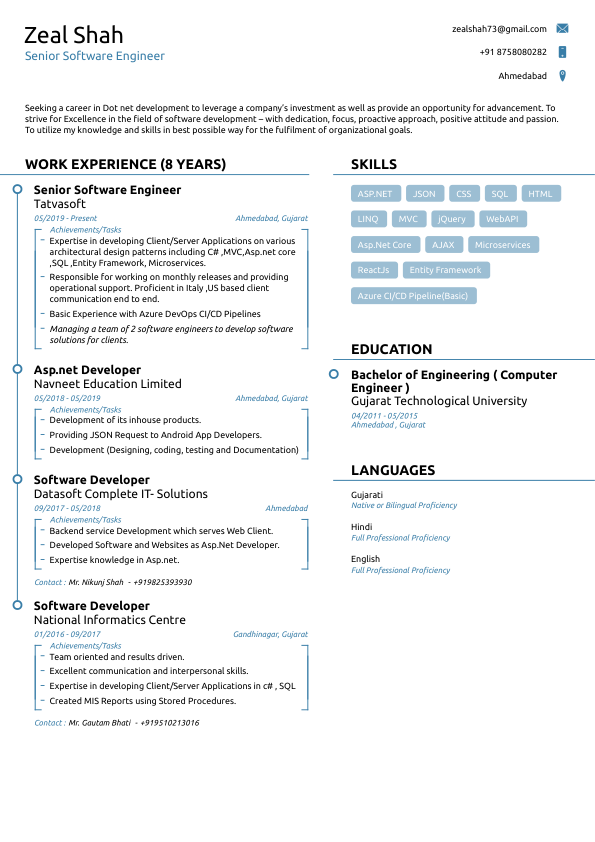 Zeal Shah
Senior Software Engineer
zealshah73@gmail.com
+91 8758080282
Ahmedabad
Seeking a career in Dot net development to leverage a company's investment as well as provide an opportunity for advancement. To
strive for Excellence in the field of software development – with dedication, focus, proactive approach, positive attitude and passion.
To utilize my knowledge and skills in best possible way for the fulfilment of organizational goals.
WORK EXPERIENCE (8 YEARS)
Senior Software Engineer
Tatvasoft
05/2019 - Present Ahmedabad, Gujarat
Achievements/Tasks
– Expertise in developing Client/Server Applications on various
architectural design patterns including C# ,MVC,Asp.net core
,SQL ,Entity Framework, Microservices.
– Responsible for working on monthly releases and providing
operational support. Proficient in Italy ,US based client
communication end to end.
– Basic Experience with Azure DevOps CI/CD Pipelines
– Managing a team of 2 software engineers to develop software
solutions for clients.
Asp.net Developer
Navneet Education Limited
05/2018 - 05/2019 Ahmedabad, Gujarat
Achievements/Tasks
– Development of its inhouse products.
– Providing JSON Request to Android App Developers.
– Development (Designing, coding, testing and Documentation)
Software Developer
Datasoft Complete IT- Solutions
09/2017 - 05/2018 Ahmedabad
Achievements/Tasks
– Backend service Development which serves Web Client.
– Developed Software and Websites as Asp.Net Developer.
– Expertise knowledge in Asp.net.
Contact : Mr. Nikunj Shah - +919825393930
Software Developer
National Informatics Centre
01/2016 - 09/2017 Gandhinagar, Gujarat
Achievements/Tasks
– Team oriented and results driven.
– Excellent communication and interpersonal skills.
– Expertise in developing Client/Server Applications in c# , SQL
– Created MIS Reports using Stored Procedures.
Contact : Mr. Gautam Bhati - +919510213016
SKILLS
ASP.NET JSON CSS SQL HTML
LINQ MVC jQuery WebAPI
Asp.Net Core AJAX Microservices
ReactJs Entity Framework
Azure CI/CD Pipeline(Basic)
EDUCATION
Bachelor of Engineering ( Computer
Engineer )
Gujarat Technological University
04/2011 - 05/2015
Ahmedabad , Gujarat
LANGUAGES
Gujarati
Native or Bilingual Proficiency
Hindi
Full Professional Proficiency
English
Full Professional Proficiency